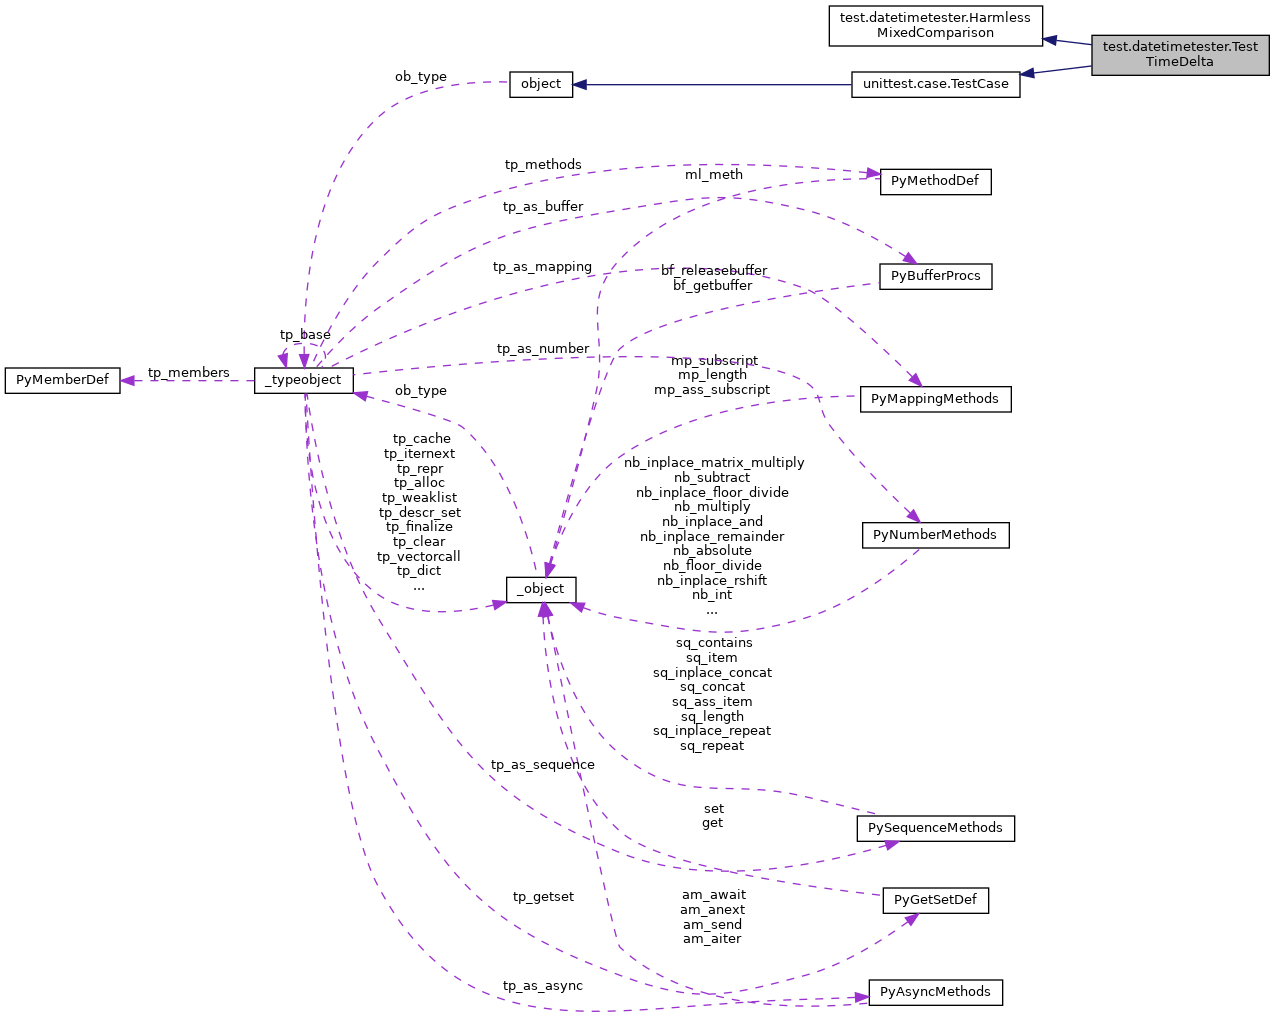 test.datetimetester.Harmless
MixedComparison
test.datetimetester.Test
TimeDelta
ob_type
object
unittest.case.TestCase
tp_methods
ml_meth
PyMethodDef
tp_as_buffer
tp_as_mapping
bf_releasebuffer
bf_getbuffer
PyBufferProcs
tp_base
tp_as_number
mp_subscript
mp_length
mp_ass_subscript
PyMemberDef
tp_members
_typeobject
ob_type
PyMappingMethods
tp_cache
tp_iternext
tp_repr
tp_alloc
tp_weaklist
tp_descr_set
tp_finalize
tp_clear
tp_vectorcall
tp_dict
...
nb_inplace_matrix_multiply
nb_subtract
nb_inplace_floor_divide
nb_multiply
nb_inplace_and
nb_inplace_remainder
nb_absolute
nb_floor_divide
nb_inplace_rshift
nb_int
...
PyNumberMethods
_object
sq_contains
sq_item
sq_inplace_concat
sq_concat
sq_ass_item
sq_length
sq_inplace_repeat
sq_repeat
tp_as_sequence
set
get
PySequenceMethods
tp_getset
am_await
am_anext
am_send
am_aiter
PyGetSetDef
tp_as_async
PyAsyncMethods